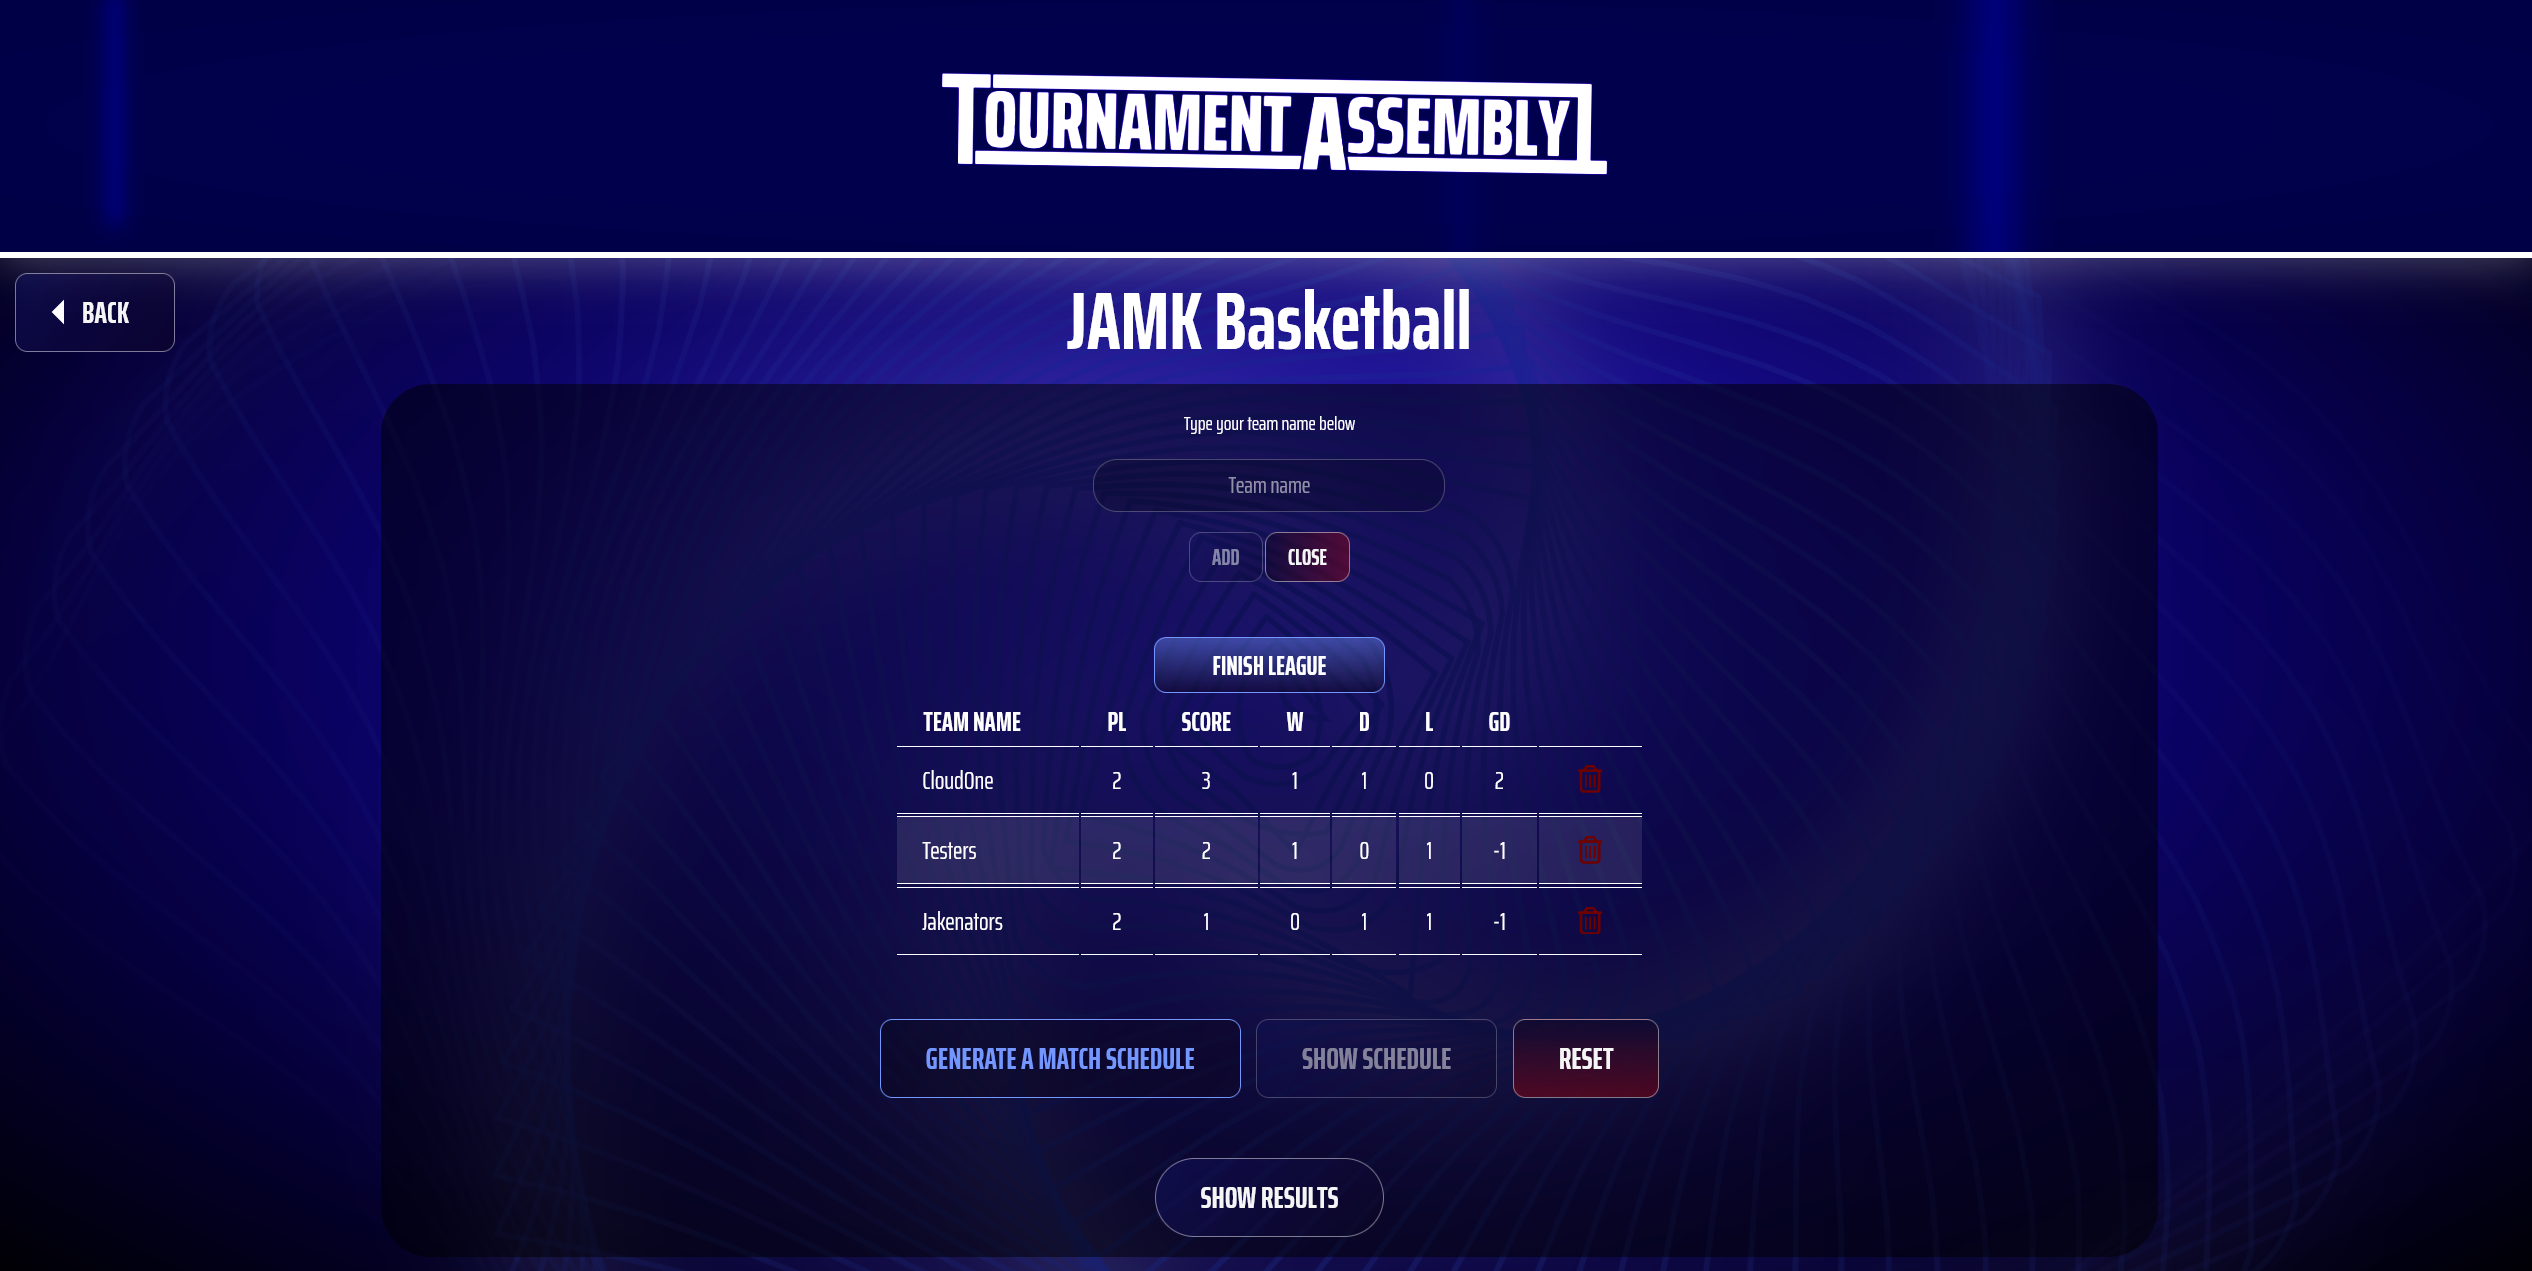 TOURNAMENT ASSEMBLY
BACK
JAMK Basketball
Type your team name below
Team name
ADD CLOSE
FINISH LEAGUE
TEAM NAME PL SCORE W D L GD
CloudOne 2 3 1 1 0 2
Testers 2 2 1 0 1 -1
Jakenators 2 1 0 1 1 -1
GENERATE A MATCH SCHEDULE SHOW SCHEDULE RESET
SHOW RESULTS